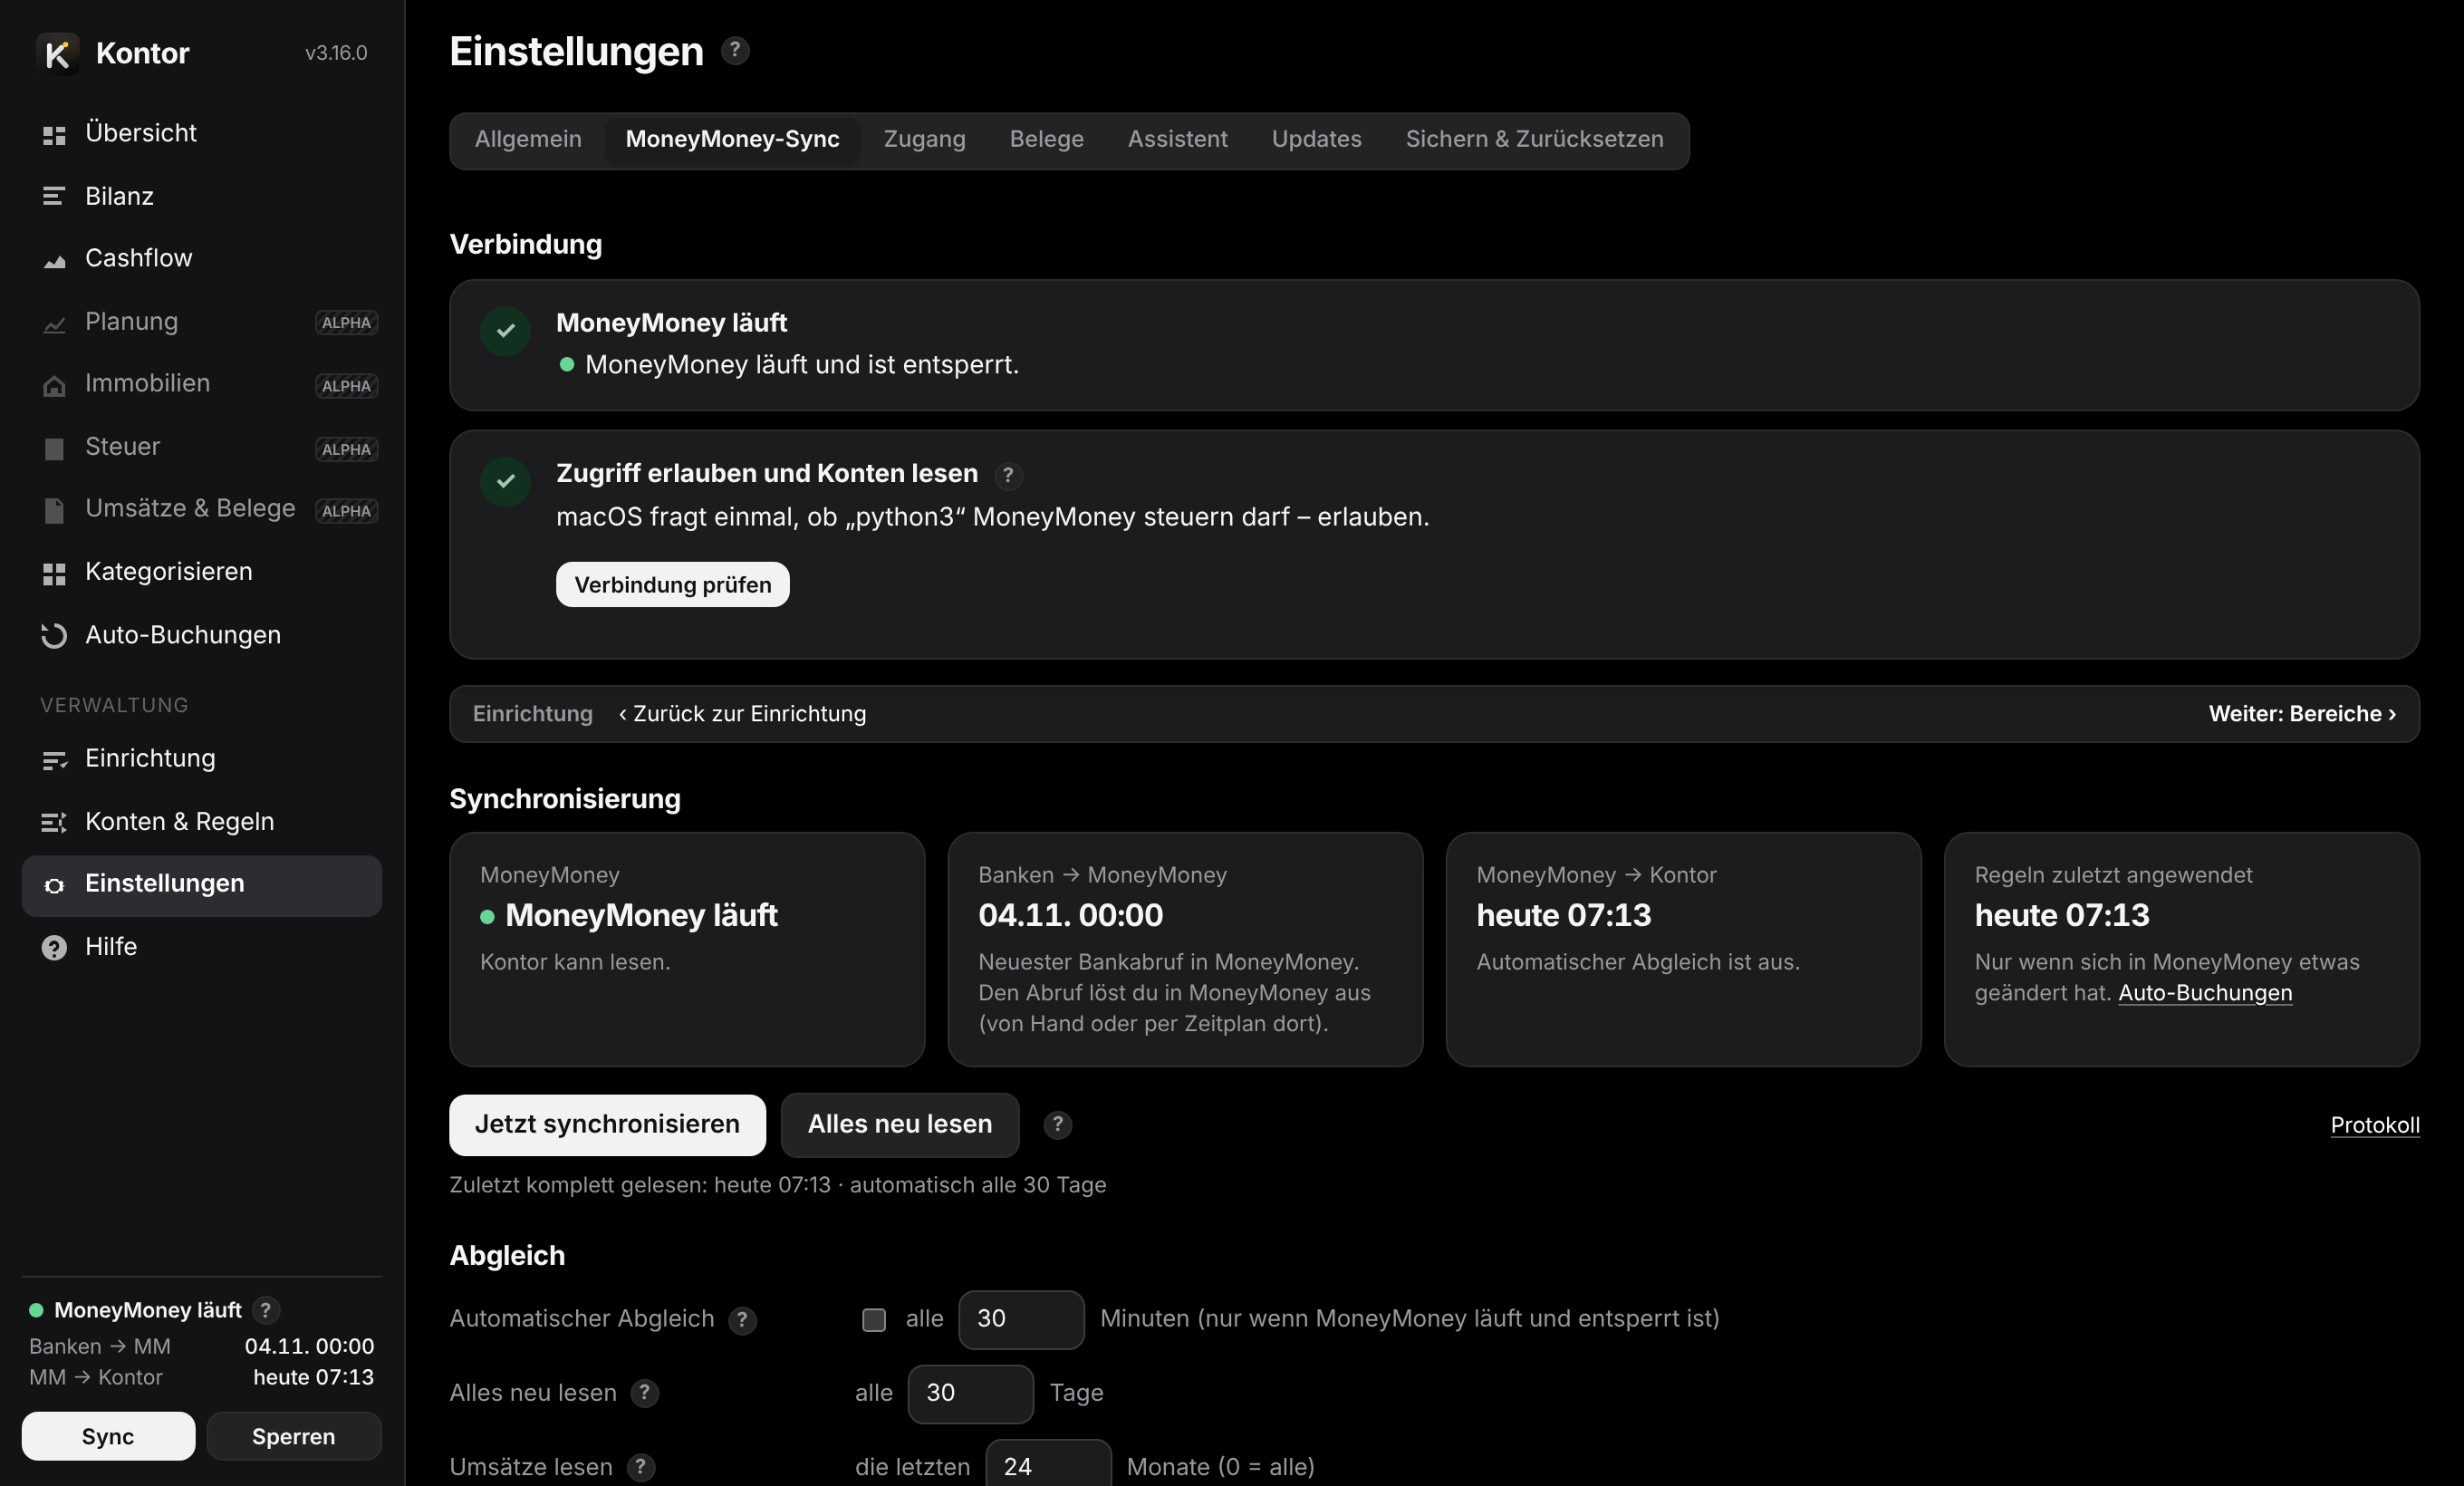 Kontor v3.16.0
Übersicht
Bilanz
Cashflow
Planung ALPHA
Immobilien ALPHA
Steuer ALPHA
Umsätze & Belege ALPHA
Kategorisieren
Auto-Buchungen
VERWALTUNG
Einrichtung
Konten & Regeln
Einstellungen
Hilfe
MoneyMoney läuft ?
Banken → MM 04.11. 00:00
MM → Kontor heute 07:13
Sync Sperren
Einstellungen ?
Allgemein MoneyMoney-Sync Zugang Belege Assistent Updates Sichern & Zurücksetzen
Verbindung
MoneyMoney läuft
MoneyMoney läuft und ist entsperrt.
Zugriff erlauben und Konten lesen ?
macOS fragt einmal, ob „python3“ MoneyMoney steuern darf – erlauben.
Verbindung prüfen
Einrichtung ‹ Zurück zur Einrichtung Weiter: Bereiche ›
Synchronisierung
MoneyMoney
MoneyMoney läuft
Kontor kann lesen.
Banken → MoneyMoney
04.11. 00:00
Neuester Bankabruf in MoneyMoney.
Den Abruf löst du in MoneyMoney aus
(von Hand oder per Zeitplan dort).
MoneyMoney → Kontor
heute 07:13
Automatischer Abgleich ist aus.
Regeln zuletzt angewendet
heute 07:13
Nur wenn sich in MoneyMoney etwas
geändert hat. Auto-Buchungen
Jetzt synchronisieren Alles neu lesen ? Protokoll
Zuletzt komplett gelesen: heute 07:13 · automatisch alle 30 Tage
Abgleich
Automatischer Abgleich ? alle 30 Minuten (nur wenn MoneyMoney läuft und entsperrt ist)
Alles neu lesen ? alle 30 Tage
Umsätze lesen ? die letzten 24 Monate (0 = alle)